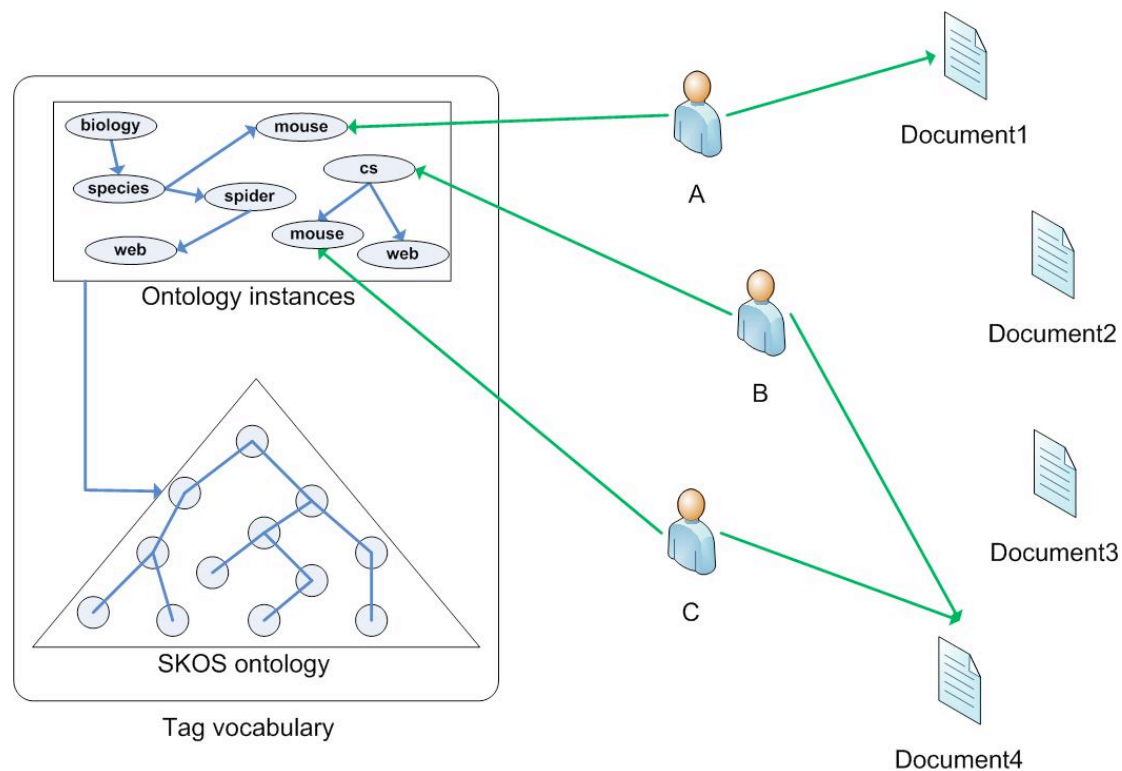 biology
mouse
cs
species
spider
mouse
web
web
Ontology instances
SKOS ontology
Tag vocabulary
A
B
C
Document1
Document2
Document3
Document4